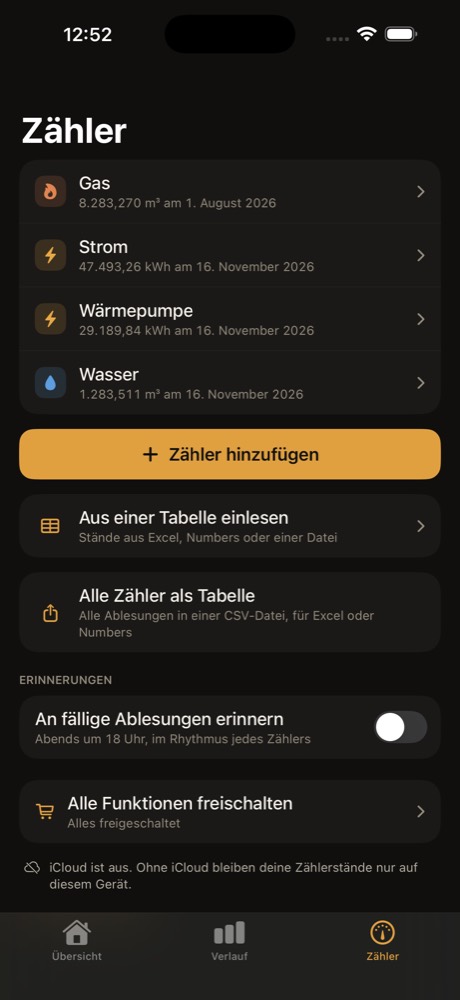 12:52
Zähler
Gas
8.283,270 m³ am 1. August 2026
Strom
47.493,26 kWh am 16. November 2026
Wärmepumpe
29.189,84 kWh am 16. November 2026
Wasser
1.283,511 m³ am 16. November 2026
+ Zähler hinzufügen
Aus einer Tabelle einlesen
Stände aus Excel, Numbers oder einer Datei
Alle Zähler als Tabelle
Alle Ablesungen in einer CSV-Datei, für Excel oder
Numbers
ERINNERUNGEN
An fällige Ablesungen erinnern
Abends um 18 Uhr, im Rhythmus jedes Zählers
Alle Funktionen freischalten
Alles freigeschaltet
iCloud ist aus. Ohne iCloud bleiben deine Zählerstände nur auf
diesem Gerät.
Übersicht
Verlauf
Zähler